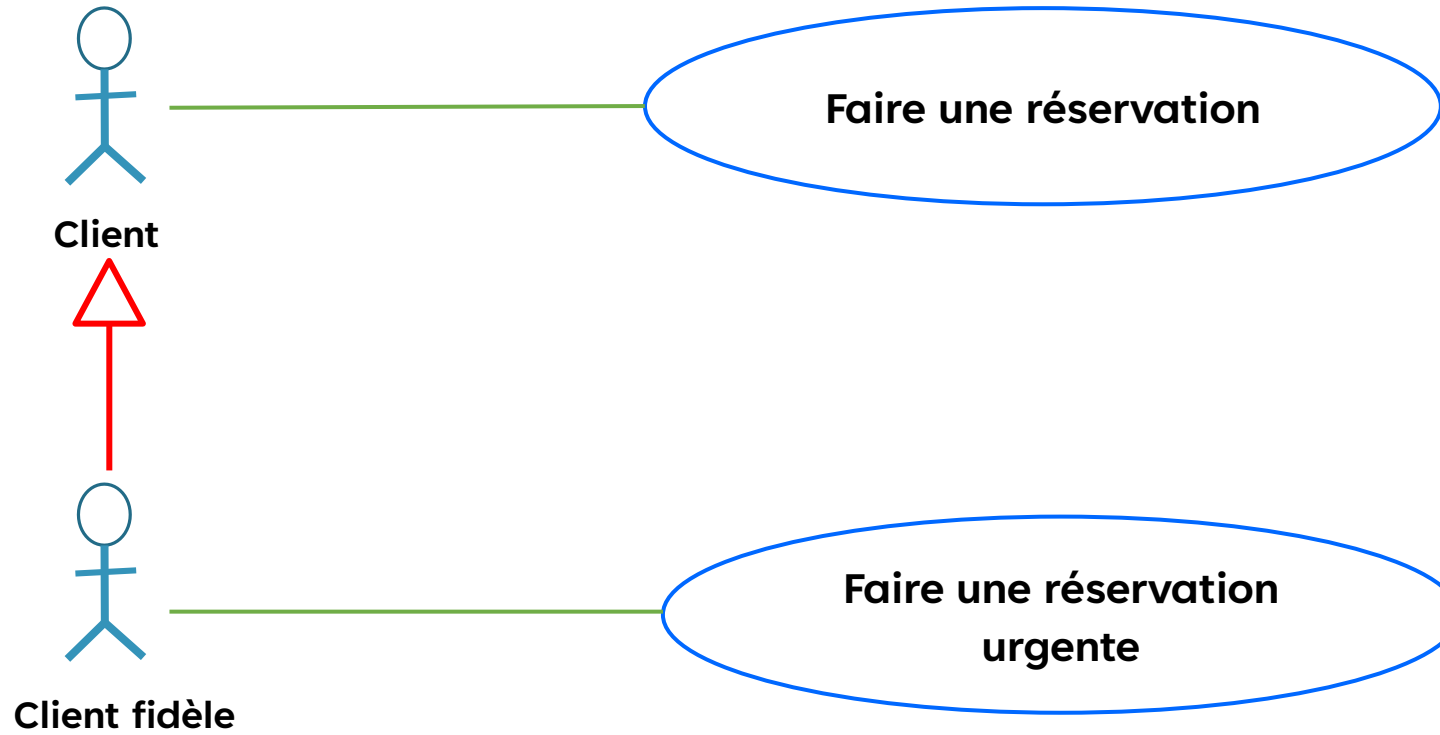 Faire une réservation
Client
Faire une réservation
urgente
Client fidèle